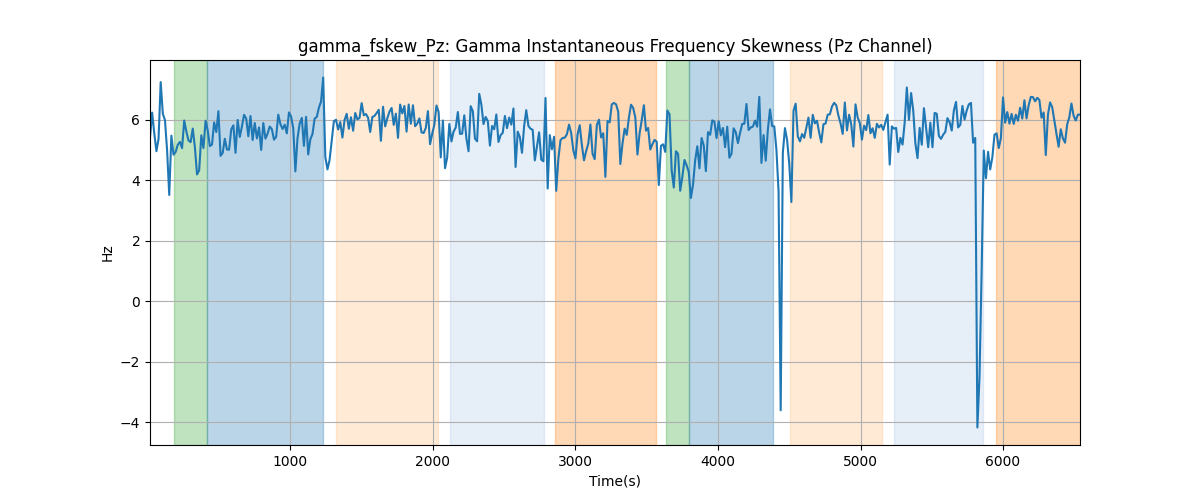 gamma_fskew_Pz: Gamma Instantaneous Frequency Skewness (Pz Channel)
6
4
2
0
−2
−4
Hz
1000 2000 3000 4000 5000 6000
Time(s)